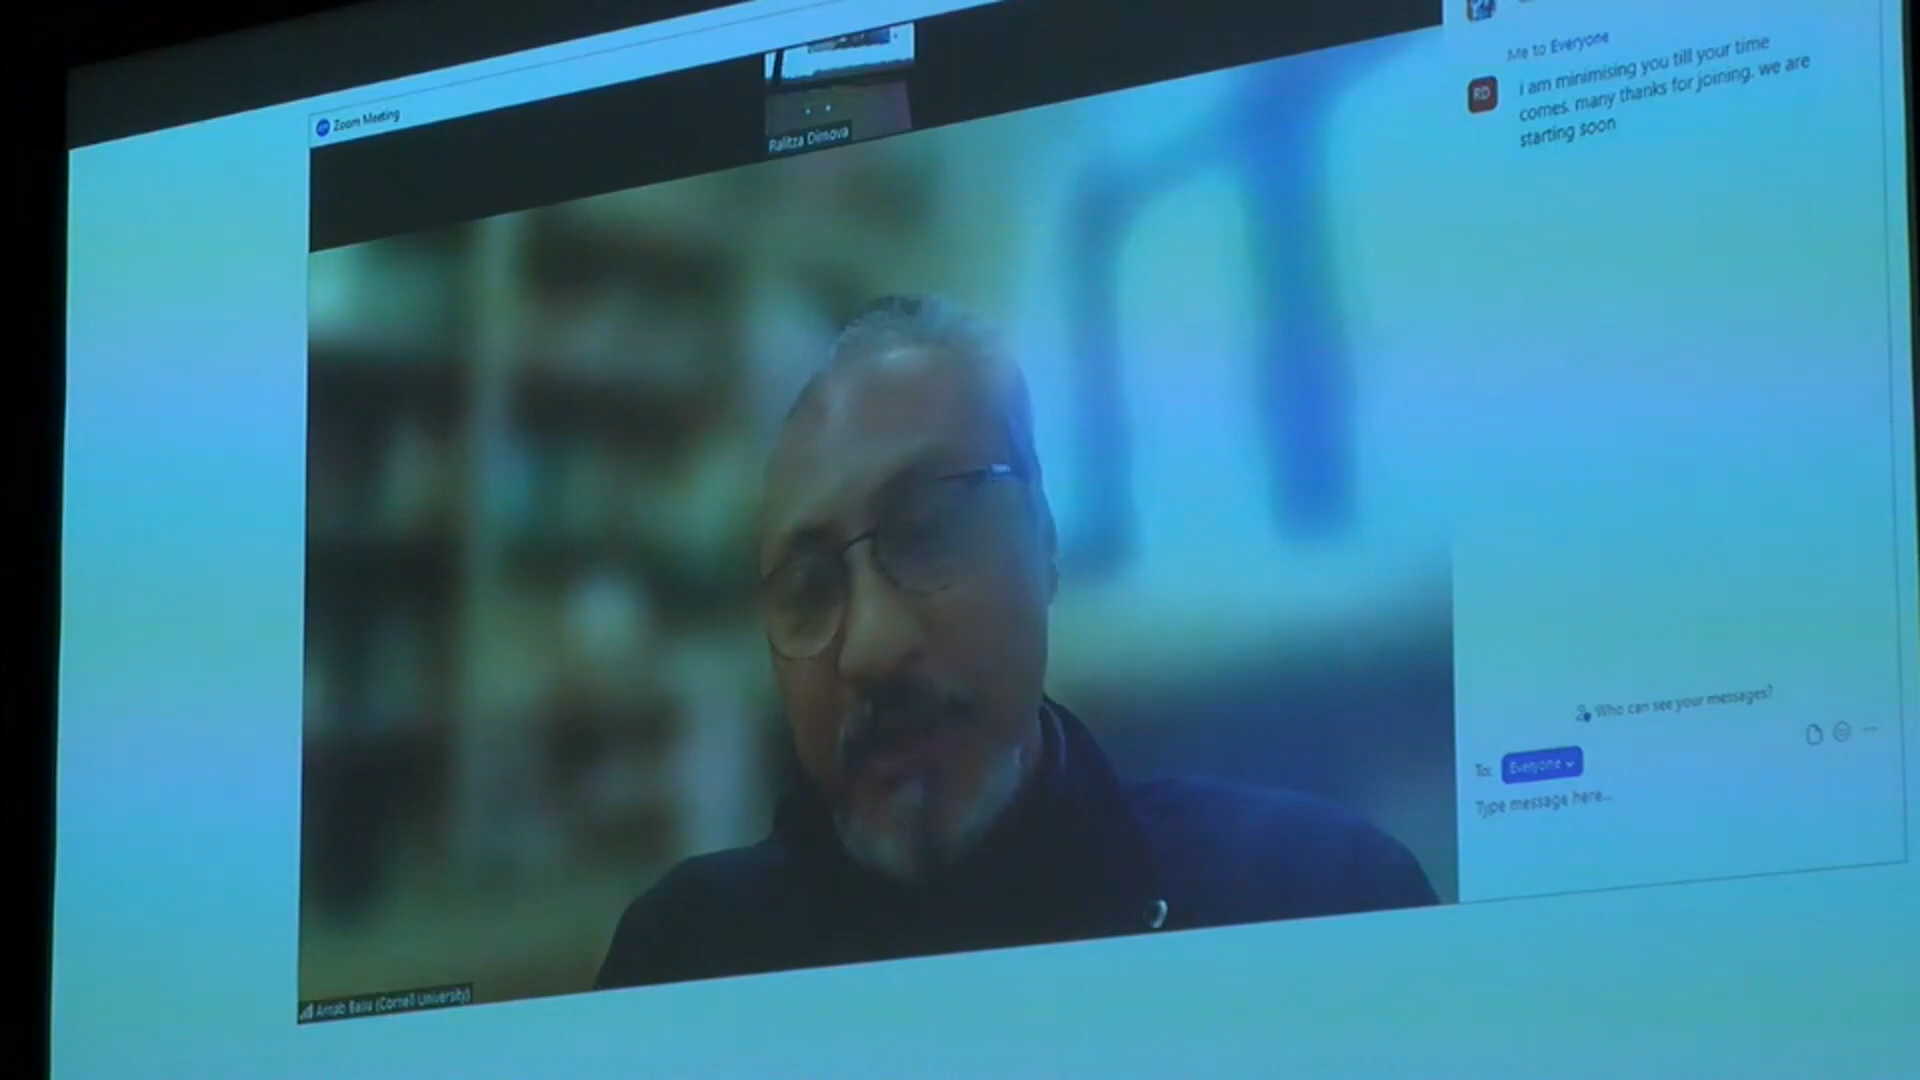 Zoom Meeting
Ralitza Dimova
Me to Everyone
RD
i am minimising you till your time
comes. many thanks for joining. we are
starting soon
Who can see your messages?
To: Everyone
Type message here...
Arnab Basu (Cornell University)